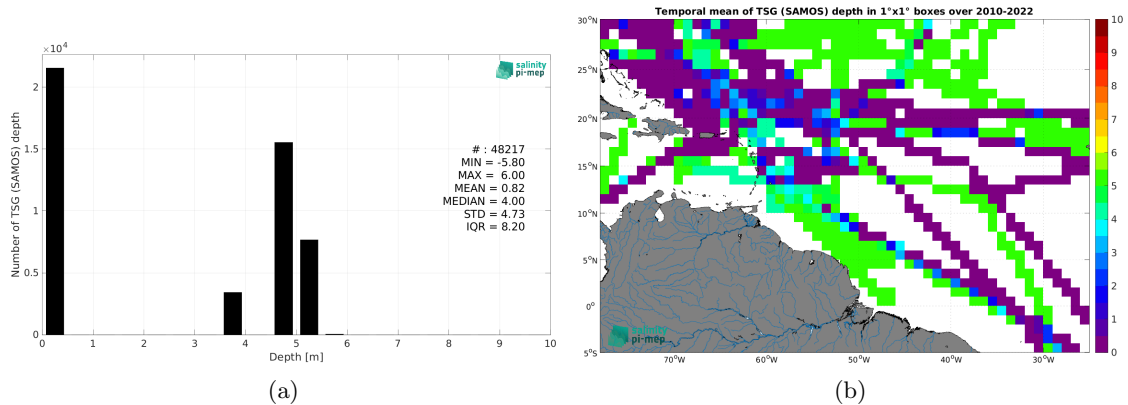 ×10⁴
2
1.5
1
0.5
0
Number of TSG (SAMOS) depth
0 1 2 3 4 5 6 7 8 9 10
Depth [m]
salinity
pi-mep
# : 48217
MIN = -5.80
MAX = 6.00
MEAN = 0.82
MEDIAN = 4.00
STD = 4.73
IQR = 8.20
(a)
Temporal mean of TSG (SAMOS) depth in 1°x1° boxes over 2010-2022
30°N
25°N
20°N
15°N
10°N
5°N
0°
5°S
70°W 60°W 50°W 40°W 30°W
salinity
pi-mep
10
9
8
7
6
5
4
3
2
1
0
(b)